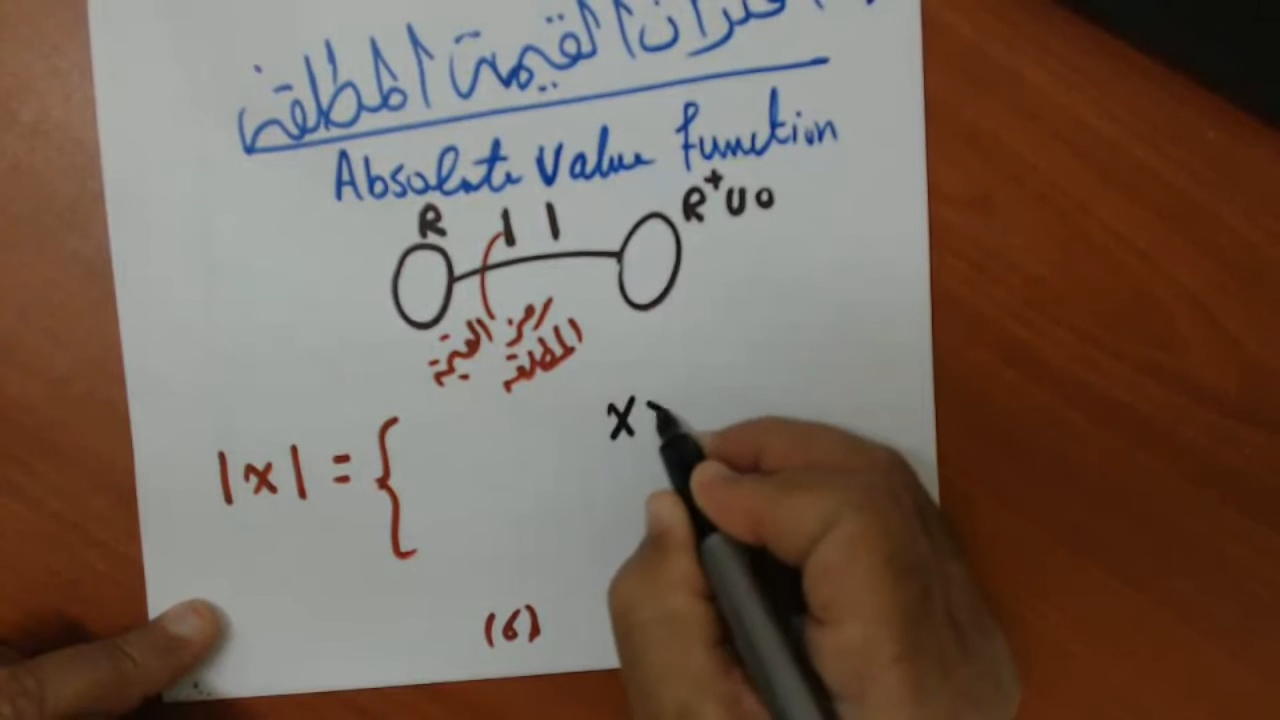 اقتران القيمة المطلقة
Absolute Value function
R | | R⁺∪0
رمز القيمة
المطلقة
|x| = {
x
(6)